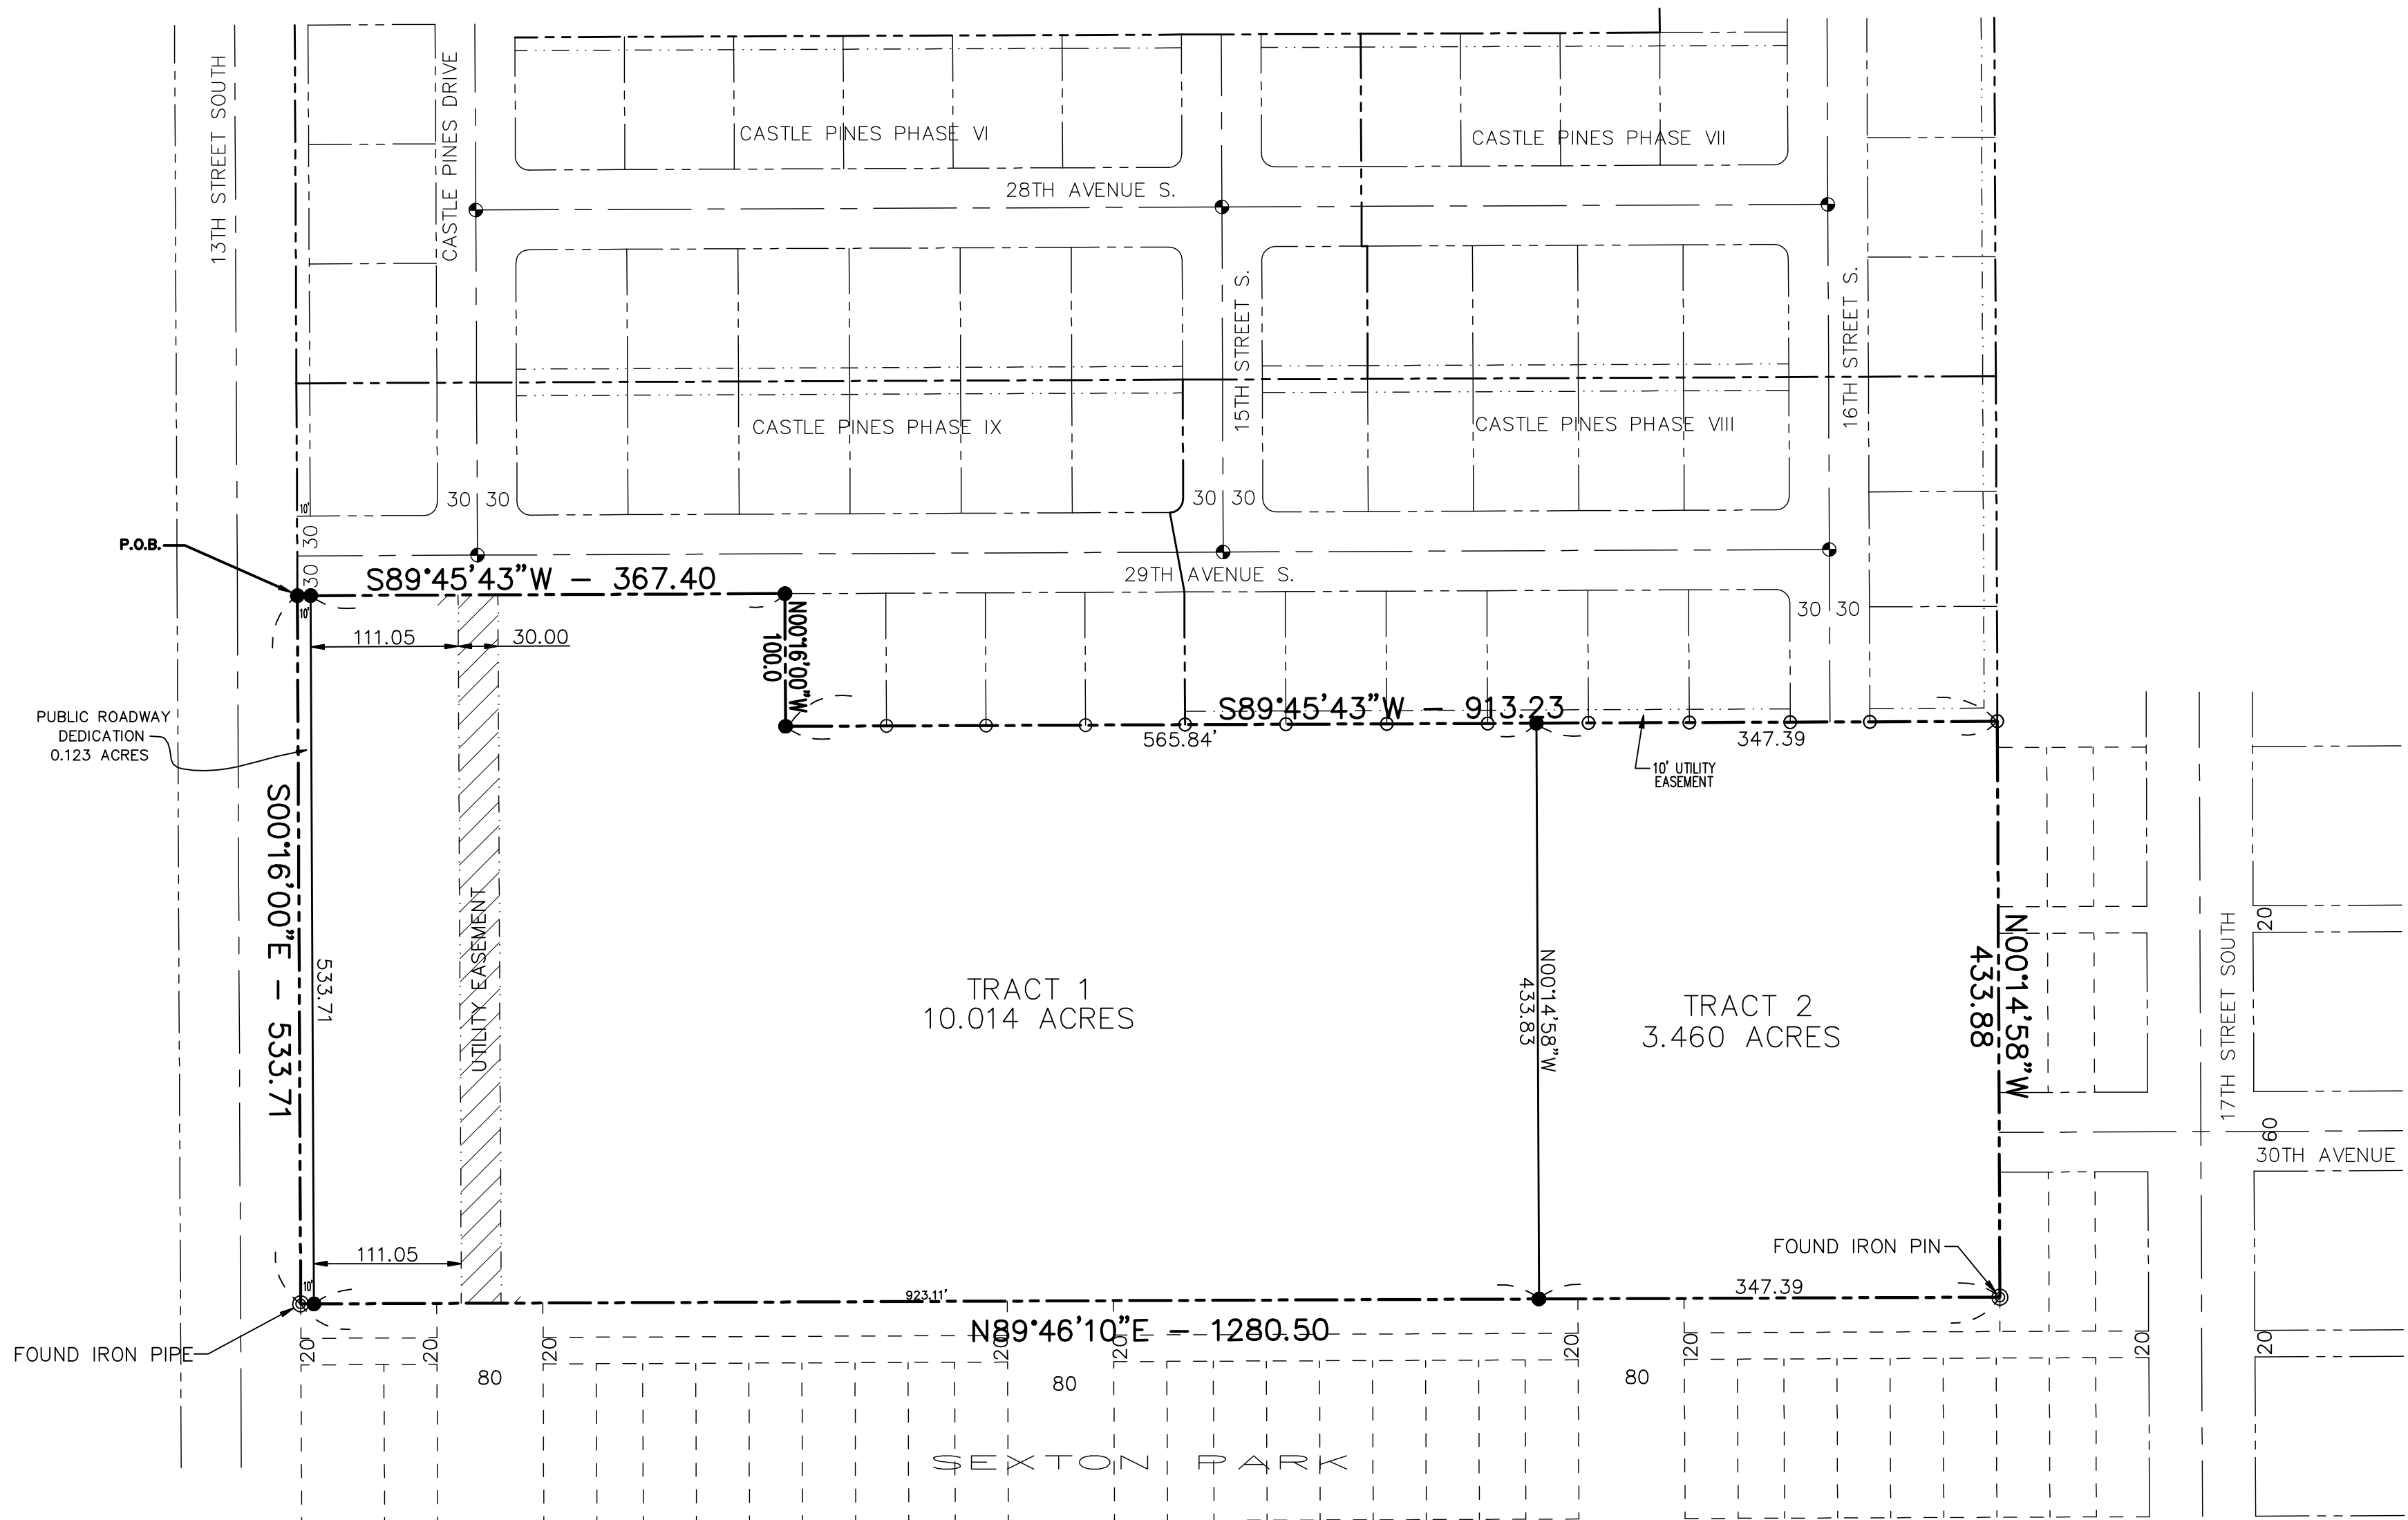 13TH STREET SOUTH
CASTLE PINES DRIVE
CASTLE PINES PHASE VI
CASTLE PINES PHASE VII
28TH AVENUE S.
15TH STREET S.
16TH STREET S.
CASTLE PINES PHASE IX
CASTLE PINES PHASE VIII
30 30
30 30
10'
30
P.O.B.
30
S89°45'43"W - 367.40
29TH AVENUE S.
10'
30 30
111.05
30.00
N00°16'00"W
100.0
S89°45'43"W - 913.23
565.84'
347.39
10' UTILITY
EASEMENT
PUBLIC ROADWAY
DEDICATION
0.123 ACRES
S00°16'00"E - 533.71
533.71
UTILITY EASEMENT
TRACT 1
10.014 ACRES
N00°14'58"W
433.83
TRACT 2
3.460 ACRES
N00°14'58"W
433.88
17TH STREET SOUTH
20
60
30TH AVENUE
111.05
10'
923.11'
347.39
FOUND IRON PIN
N89°46'10"E - 1280.50
FOUND IRON PIPE
20
20
20
20
20
20
20
20
20
80
80
80
SEXTON PARK